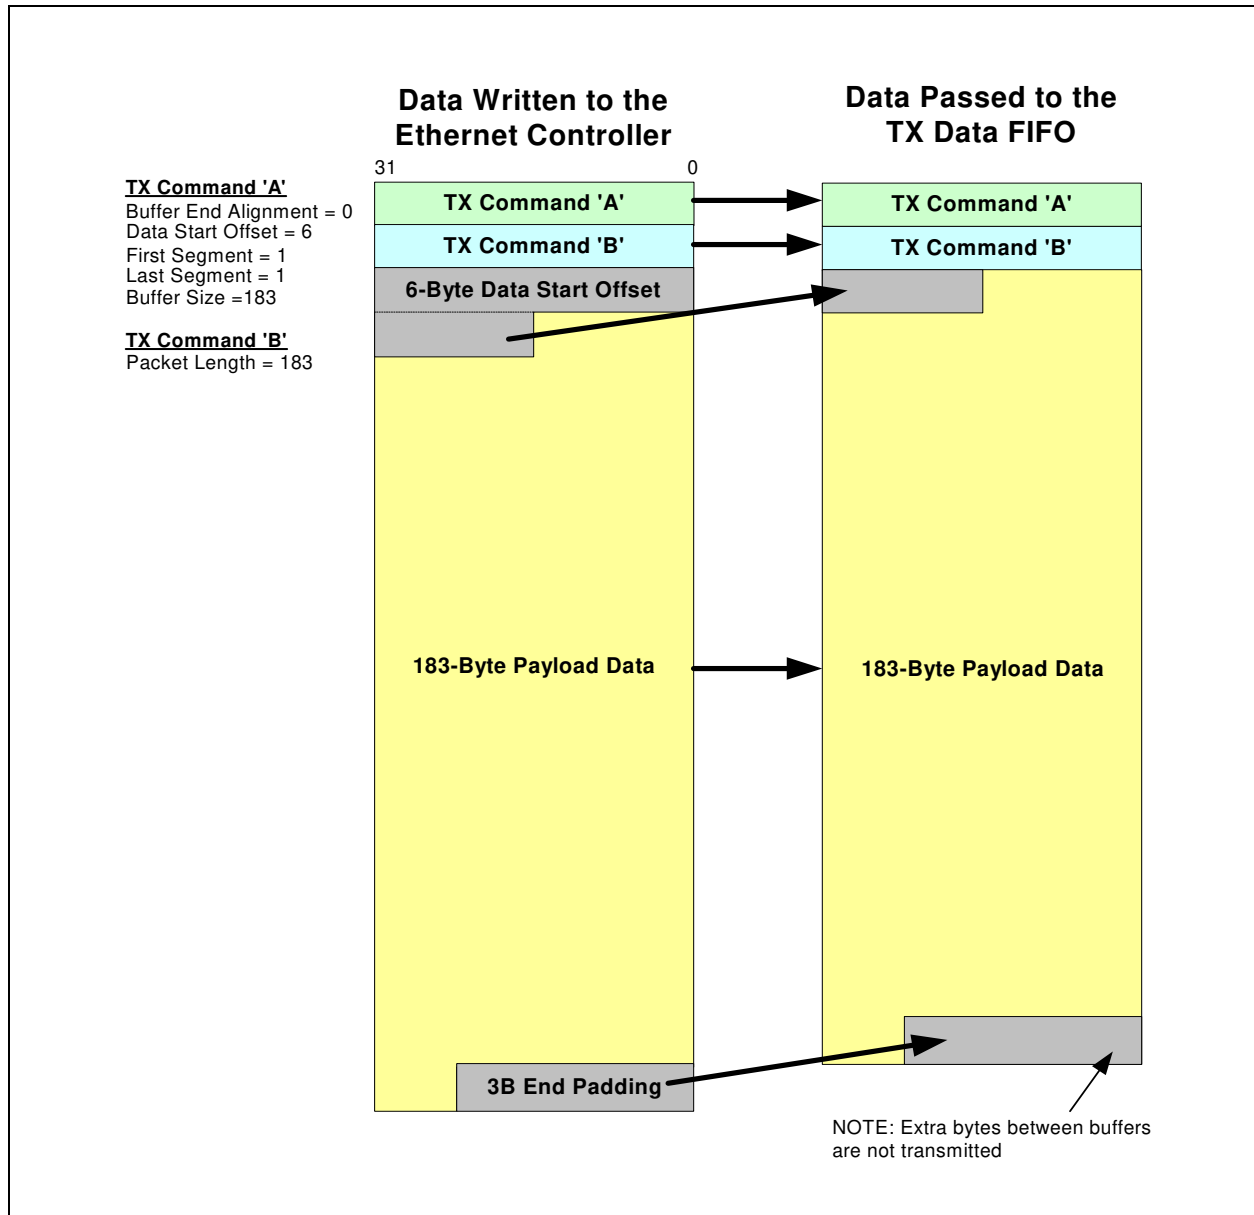 Data Written to the
Ethernet Controller
Data Passed to the
TX Data FIFO
31
0
TX Command 'A'
Buffer End Alignment = 0
Data Start Offset = 6
First Segment = 1
Last Segment = 1
Buffer Size =183
TX Command 'B'
Packet Length = 183
TX Command 'A'
TX Command 'B'
6-Byte Data Start Offset
183-Byte Payload Data
3B End Padding
TX Command 'A'
TX Command 'B'
183-Byte Payload Data
NOTE: Extra bytes between buffers
are not transmitted